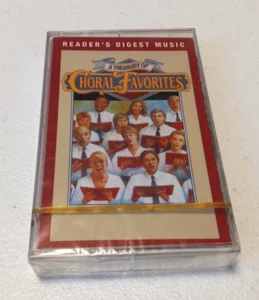 READER'S DIGEST MUSIC
A TREASURY OF
CHORAL FAVORITES